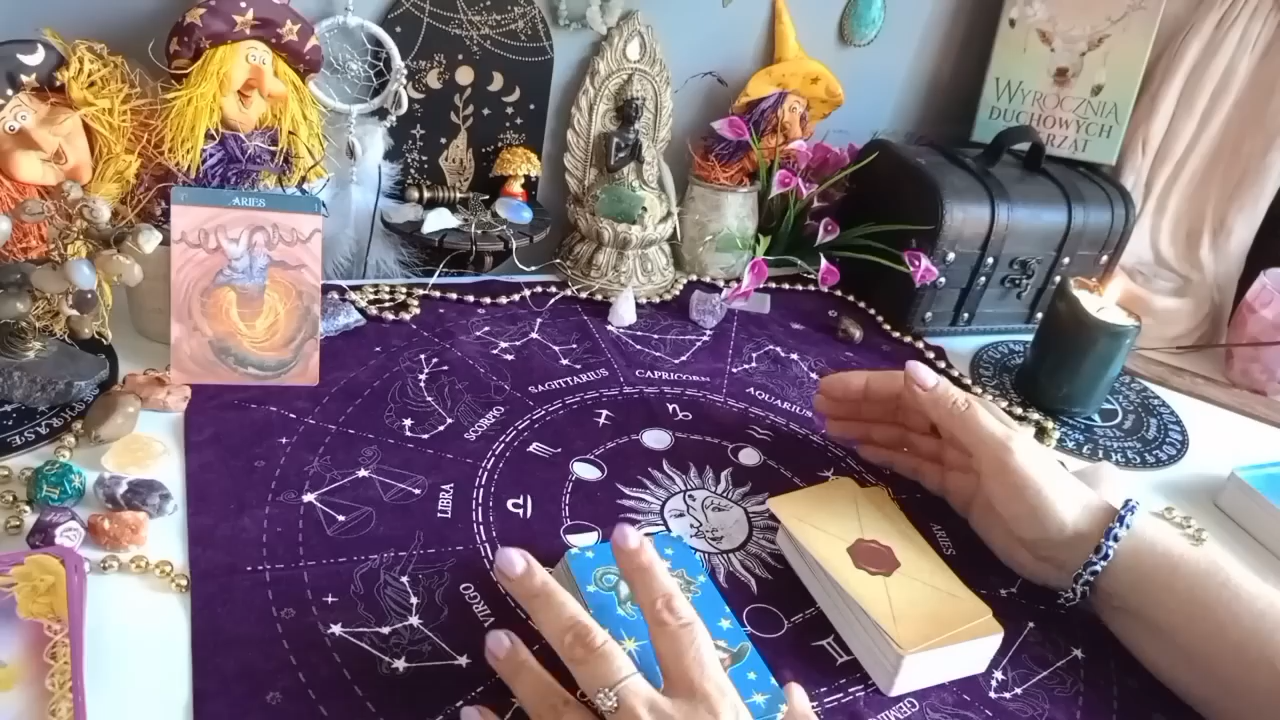 WYROCZNIA
DUCHOWYCH
ARIES
SAGITTARIUS
CAPRICORN
AQUARIUS
SCORPIO
LIBRA
ARIES
VIRGO